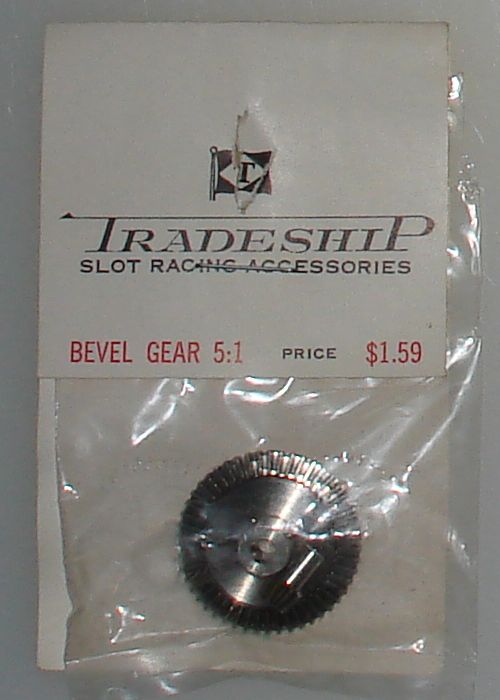 T
TRADESHIP
SLOT RACING ACCESSORIES
BEVEL GEAR 5:1 PRICE $1.59